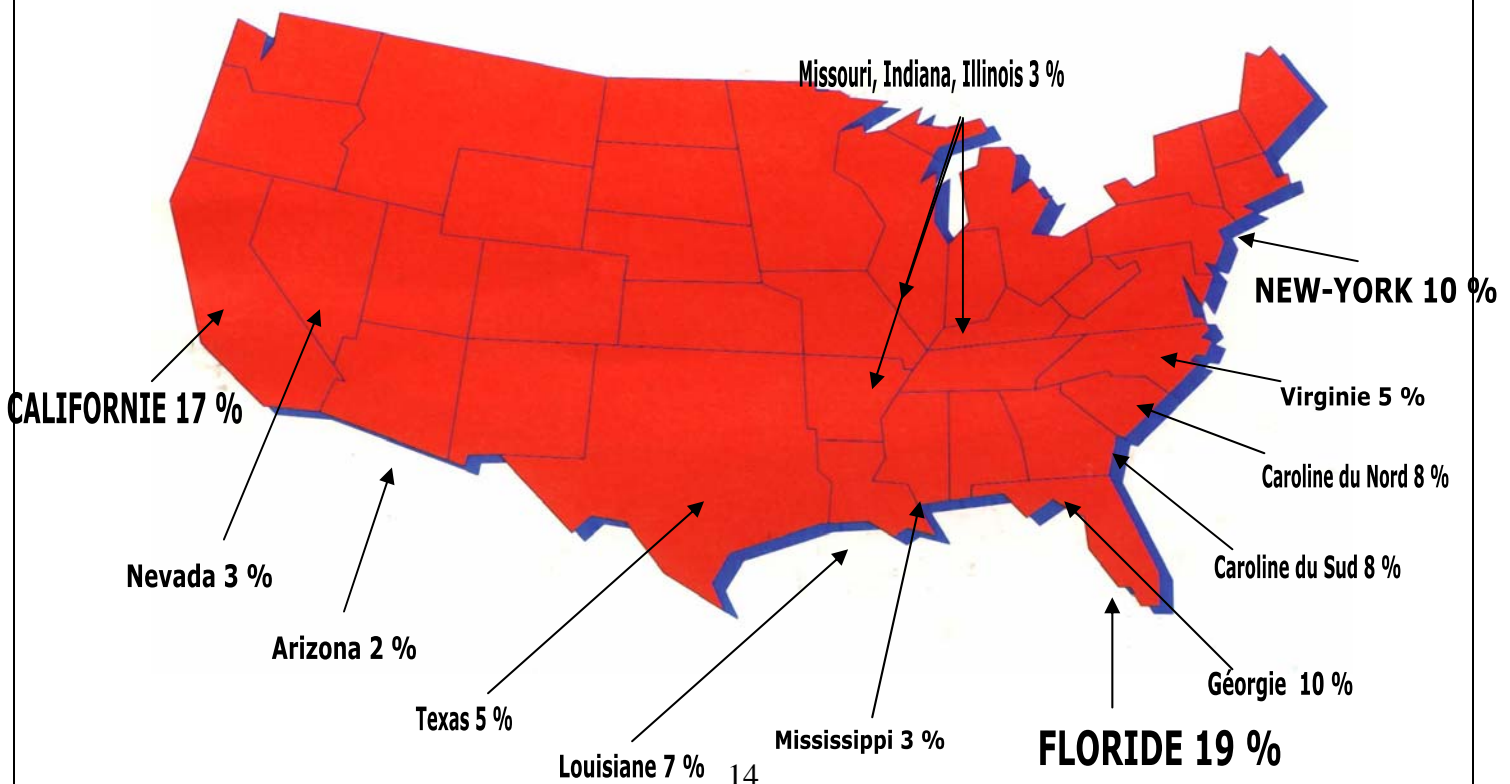 Missouri, Indiana, Illinois 3 %
NEW-YORK 10 %
CALIFORNIE 17 %
Virginie 5 %
Caroline du Nord 8 %
Caroline du Sud 8 %
Nevada 3 %
Arizona 2 %
Géorgie 10 %
Texas 5 %
Mississippi 3 %
FLORIDE 19 %
Louisiane 7 %
14